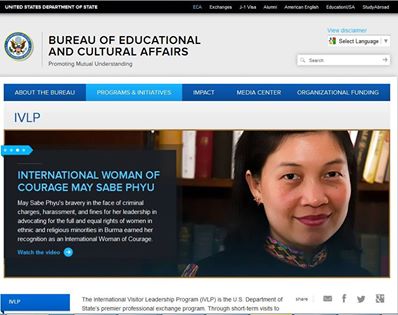 UNITED STATES DEPARTMENT OF STATE
ECA Exchanges J-1 Visa Alumni American English EducationUSA StudyAbroad
View disclaimer
BUREAU OF EDUCATIONAL
AND CULTURAL AFFAIRS
Select Language
Promoting Mutual Understanding
Search
ABOUT THE BUREAU PROGRAMS & INITIATIVES IMPACT MEDIA CENTER ORGANIZATIONAL FUNDING
IVLP
INTERNATIONAL WOMAN OF
COURAGE MAY SABE PHYU
May Sabe Phyu's bravery in the face of criminal
charges, harassment, and fines for her leadership in
advocating for the full and equal rights of women in
ethnic and religious minorities in Burma earned her
recognition as an International Woman of Courage.
Watch the video
IVLP
The International Visitor Leadership Program (IVLP) is the U.S. Department of
State's premier professional exchange program. Through short-term visits to
share